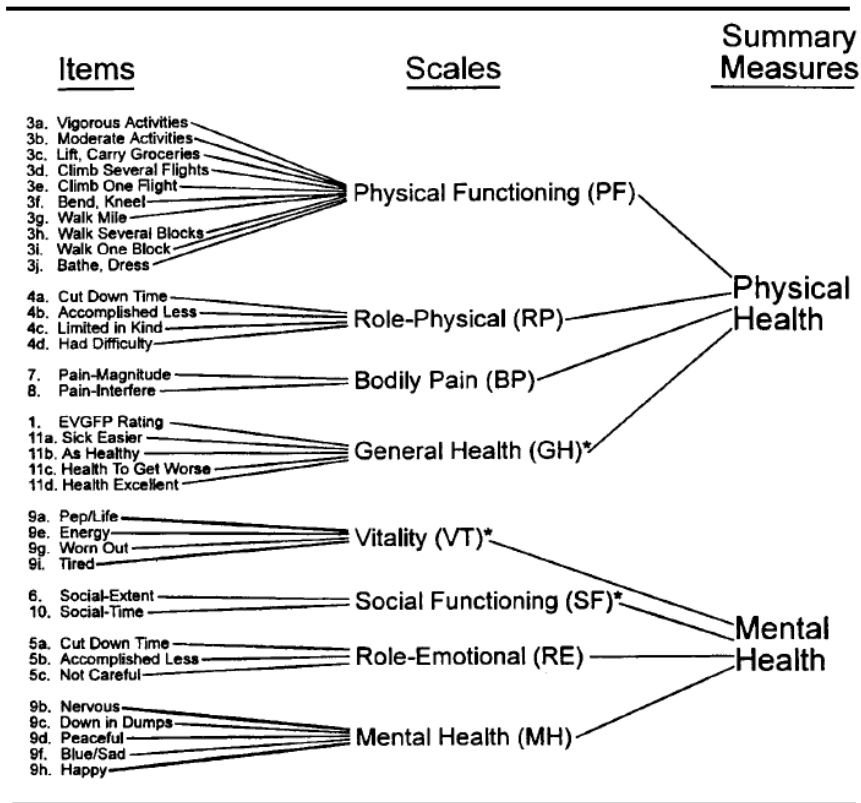 Items
Scales
Summary
Measures
3a. Vigorous Activities
3b. Moderate Activities
3c. Lift, Carry Groceries
3d. Climb Several Flights
3e. Climb One Flight
3f. Bend, Kneel
3g. Walk Mile
3h. Walk Several Blocks
3i. Walk One Block
3j. Bathe, Dress
Physical Functioning (PF)
4a. Cut Down Time
4b. Accomplished Less
4c. Limited in Kind
4d. Had Difficulty
Role-Physical (RP)
7. Pain-Magnitude
8. Pain-Interfere
Bodily Pain (BP)
1. EVGFP Rating
11a. Sick Easier
11b. As Healthy
11c. Health To Get Worse
11d. Health Excellent
General Health (GH)*
Physical
Health
9a. Pep/Life
9e. Energy
9g. Worn Out
9i. Tired
Vitality (VT)*
6. Social-Extent
10. Social-Time
Social Functioning (SF)*
5a. Cut Down Time
5b. Accomplished Less
5c. Not Careful
Role-Emotional (RE)
9b. Nervous
9c. Down in Dumps
9d. Peaceful
9f. Blue/Sad
9h. Happy
Mental Health (MH)
Mental
Health